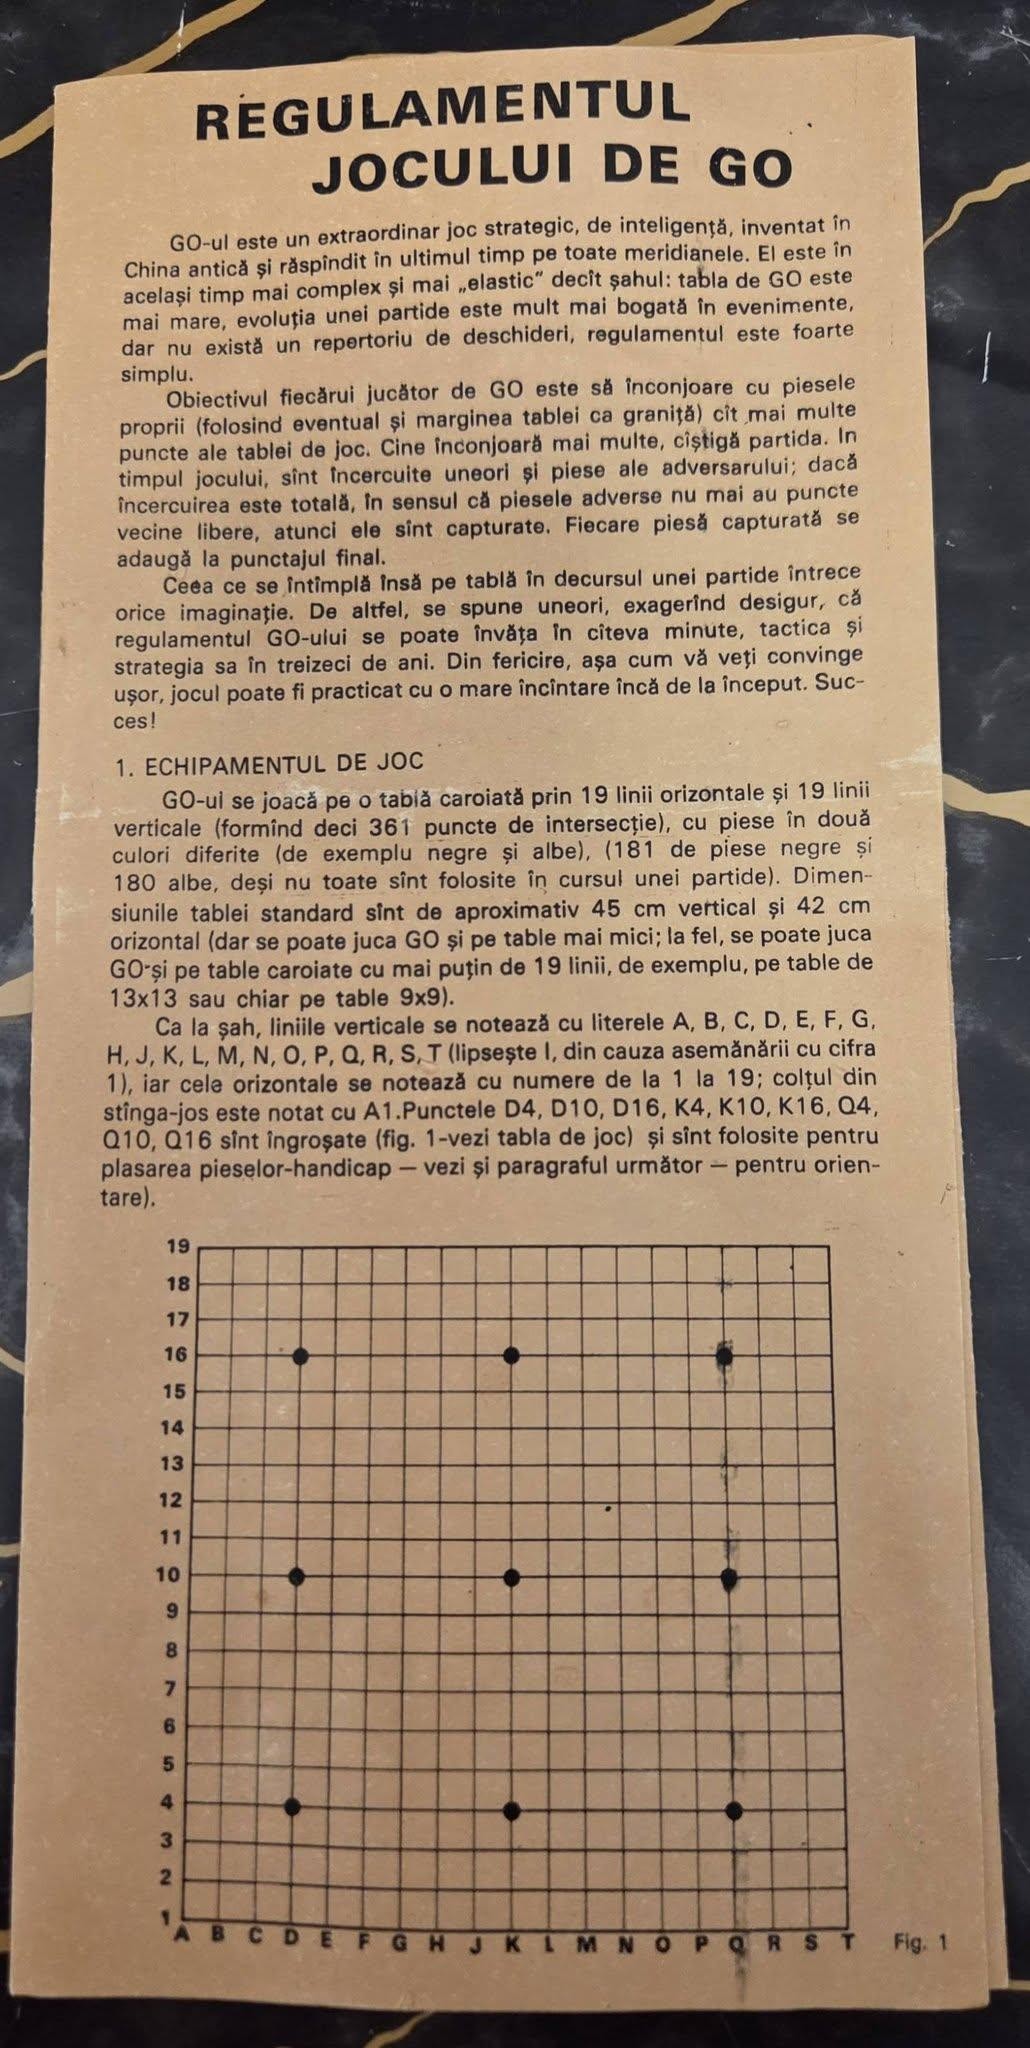 REGULAMENTUL
JOCULUI DE GO
GO-ul este un extraordinar joc strategic, de inteligență, inventat în
China antică și răspîndit în ultimul timp pe toate meridianele. El este în
același timp mai complex și mai „elastic“ decît șahul: tabla de GO este
mai mare, evoluția unei partide este mult mai bogată în evenimente,
dar nu există un repertoriu de deschideri, regulamentul este foarte
simplu.
Obiectivul fiecărui jucător de GO este să înconjoare cu piesele
proprii (folosind eventual și marginea tablei ca graniță) cît mai multe
puncte ale tablei de joc. Cine înconjoară mai multe, cîștigă partida. In
timpul jocului, sînt încercuite uneori și piese ale adversarului; dacă
încercuirea este totală, în sensul că piesele adverse nu mai au puncte
vecine libere, atunci ele sînt capturate. Fiecare piesă capturată se
adaugă la punctajul final.
Ceea ce se întîmplă însă pe tablă în decursul unei partide întrece
orice imaginație. De altfel, se spune uneori, exagerînd desigur, că
regulamentul GO-ului se poate învăța în cîteva minute, tactica și
strategia sa în treizeci de ani. Din fericire, așa cum vă veți convinge
ușor, jocul poate fi practicat cu o mare încîntare încă de la început. Suc-
ces!
1. ECHIPAMENTUL DE JOC
GO-ul se joacă pe o tablă caroiată prin 19 linii orizontale și 19 linii
verticale (formînd deci 361 puncte de intersecție), cu piese în două
culori diferite (de exemplu negre și albe), (181 de piese negre și
180 albe, deși nu toate sînt folosite în cursul unei partide). Dimen-
siunile tablei standard sînt de aproximativ 45 cm vertical și 42 cm
orizontal (dar se poate juca GO și pe table mai mici; la fel, se poate juca
GO-și pe table caroiate cu mai puțin de 19 linii, de exemplu, pe table de
13x13 sau chiar pe table 9x9).
Ca la șah, liniile verticale se notează cu literele A, B, C, D, E, F, G,
H, J, K, L, M, N, O, P, Q, R, S, T (lipsește I, din cauza asemănării cu cifra
1), iar cele orizontale se notează cu numere de la 1 la 19; colțul din
stînga-jos este notat cu A1.Punctele D4, D10, D16, K4, K10, K16, Q4,
Q10, Q16 sînt îngroșate (fig. 1-vezi tabla de joc) și sînt folosite pentru
plasarea pieselor-handicap — vezi și paragraful următor — pentru orien-
tare).
19
18
17
16
15
14
13
12
11
10
9
8
7
6
5
4
3
2
1
A B C D E F G H J K L M N O P Q R S T Fig. 1